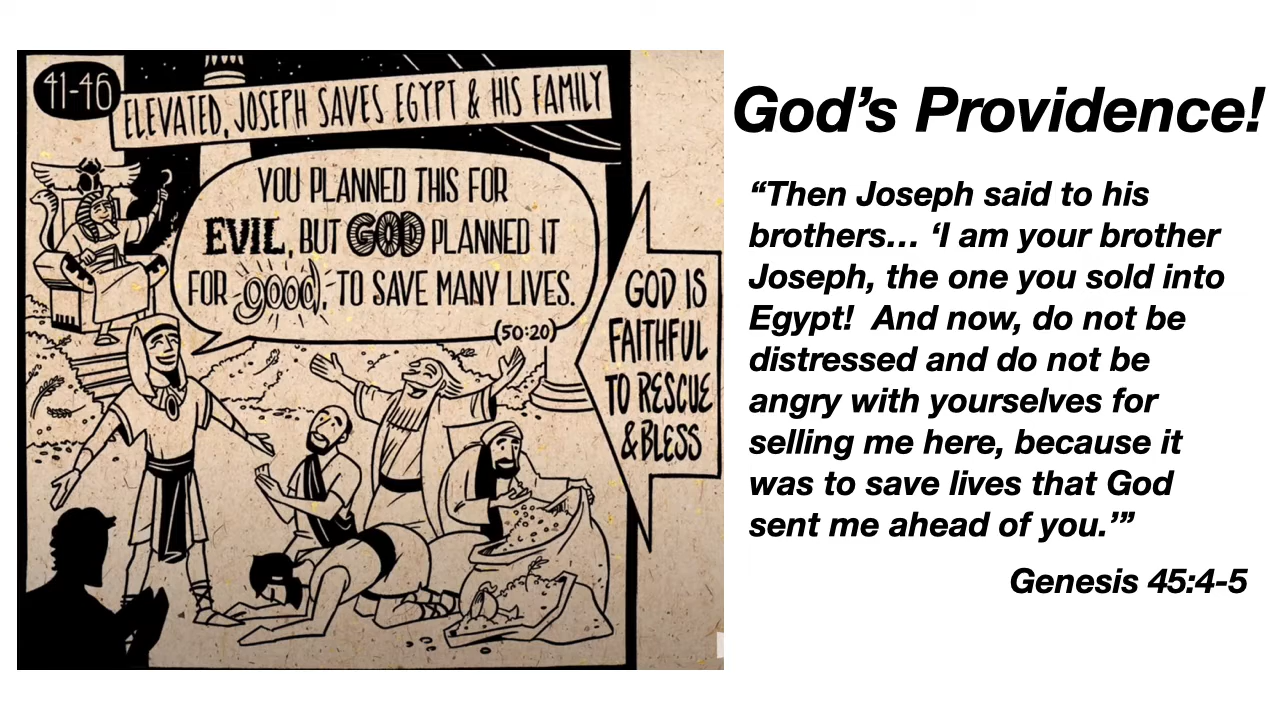 41-46
ELEVATED, JOSEPH SAVES EGYPT & HIS FAMILY
YOU PLANNED THIS FOR
EVIL, BUT GOD PLANNED IT
FOR good, TO SAVE MANY LIVES.
(50:20)
GOD IS
FAITHFUL
TO RESCUE
& BLESS
God’s Providence!
“Then Joseph said to his
brothers… ‘I am your brother
Joseph, the one you sold into
Egypt!  And now, do not be
distressed and do not be
angry with yourselves for
selling me here, because it
was to save lives that God
sent me ahead of you.’”
Genesis 45:4-5